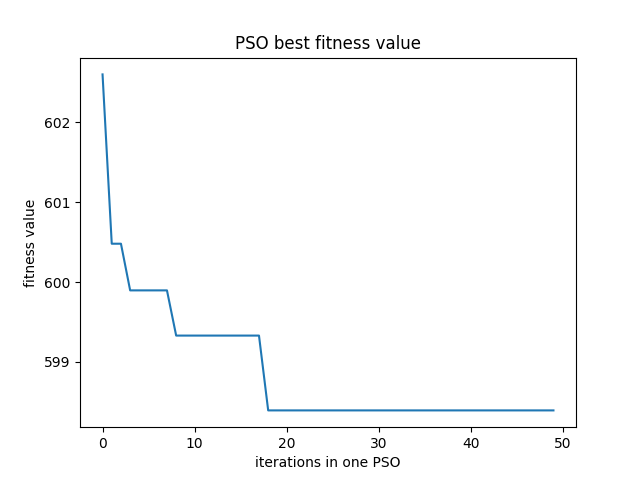 PSO best fitness value
602
601
600
599
fitness value
0 10 20 30 40 50
iterations in one PSO